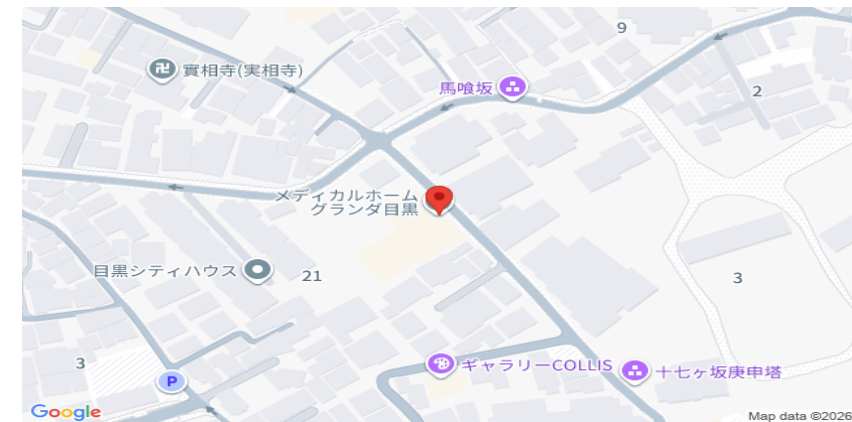 9
實相寺(実相寺)
馬喰坂
2
メディカルホーム
グランダ目黒
目黒シティハウス
21
3
3
ギャラリーCOLLIS
十七ヶ坂庚申塔
P
Google
Map data ©2026